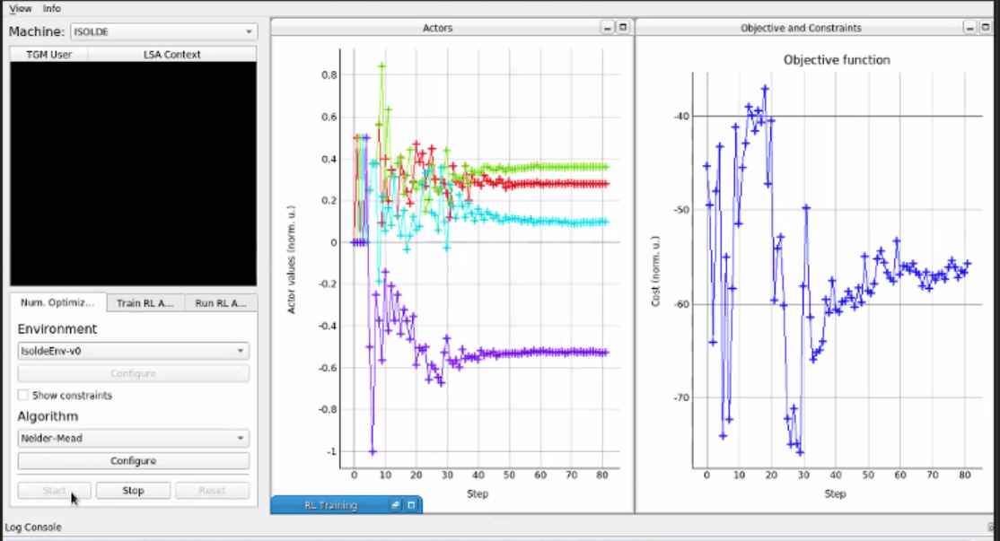 View Info
Machine: ISOLDE
TGM User LSA Context
Num. Optimiz... Train RL A... Run RL A...
Environment
IsoldeEnv-v0
Configure
Show constraints
Algorithm
Nelder-Mead
Configure
Start Stop Reset
Log Console
Actors
Actor values (norm. u.)
0.8
0.6
0.4
0.2
0
-0.2
-0.4
-0.6
-0.8
-1
0 10 20 30 40 50 60 70 80
Step
RL Training
Objective and Constraints
Objective function
Cost (norm. u.)
-40
-50
-60
-70
0 10 20 30 40 50 60 70 80
Step